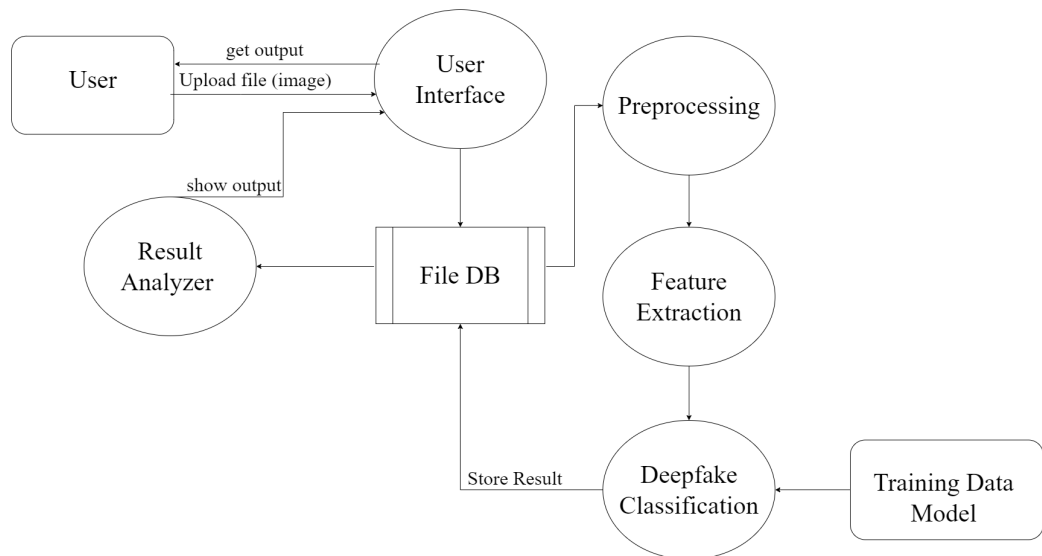 User
get output
Upload file (image)
User
Interface
Preprocessing
show output
Result
Analyzer
File DB
Feature
Extraction
Store Result
Deepfake
Classification
Training Data
Model